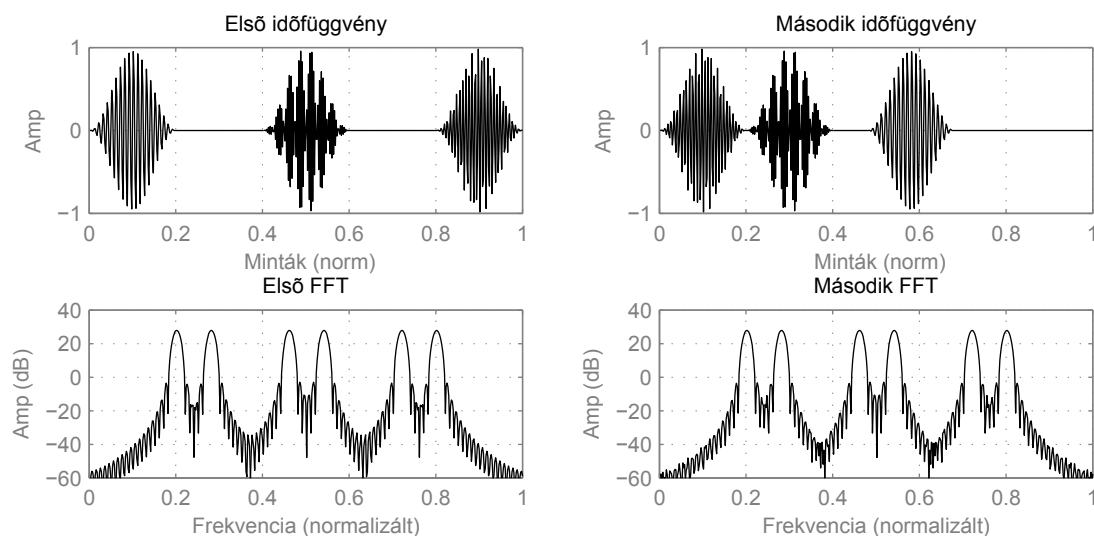 Elsõ idõfüggvény
1
0
−1
Amp
0 0.2 0.4 0.6 0.8 1
Minták (norm)
Második idõfüggvény
1
0
−1
Amp
0 0.2 0.4 0.6 0.8 1
Minták (norm)
Elsõ FFT
40
20
0
−20
−40
−60
Amp (dB)
0 0.2 0.4 0.6 0.8 1
Frekvencia (normalizált)
Második FFT
40
20
0
−20
−40
−60
Amp (dB)
0 0.2 0.4 0.6 0.8 1
Frekvencia (normalizált)